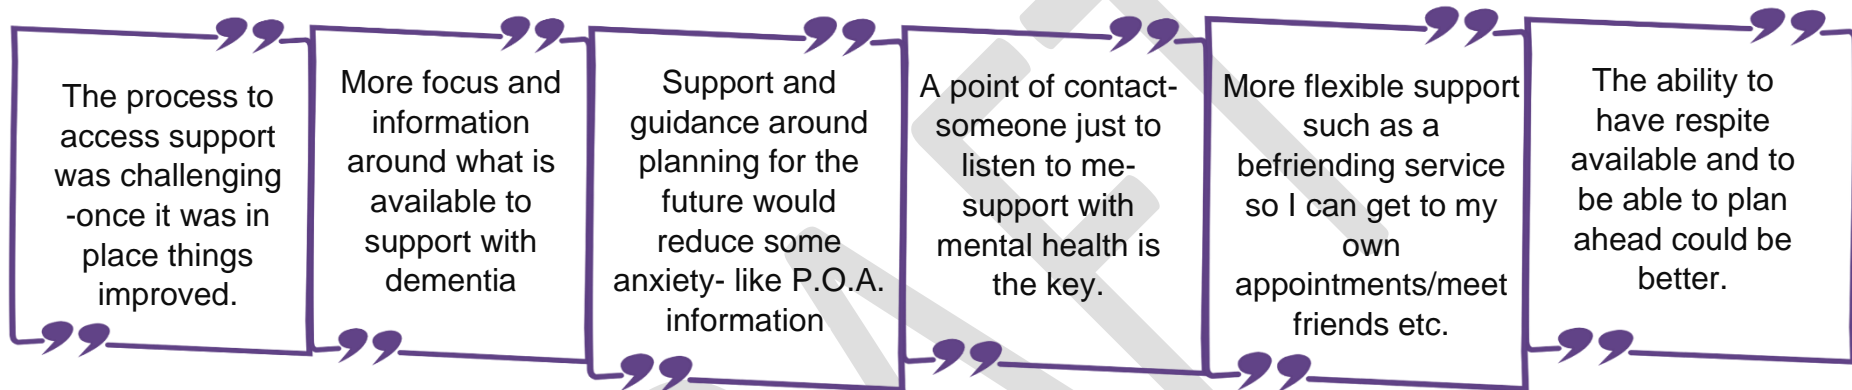 The process to
access support
was challenging
-once it was in
place things
improved.
More focus and
information
around what is
available to
support with
dementia
Support and
guidance around
planning for the
future would
reduce some
anxiety- like P.O.A.
information
A point of contact-
someone just to
listen to me-
support with
mental health is
the key.
More flexible support
such as a
befriending service
so I can get to my
own
appointments/meet
friends etc.
The ability to
have respite
available and to
be able to plan
ahead could be
better.